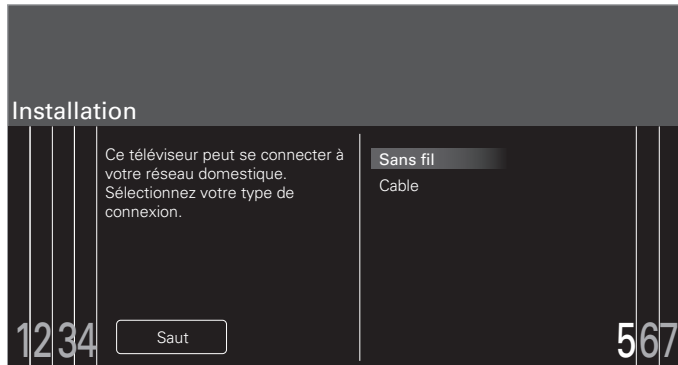 Installation
Ce téléviseur peut se connecter à
votre réseau domestique.
Sélectionnez votre type de
connexion.
Sans fil
Cable
Saut
1234
567